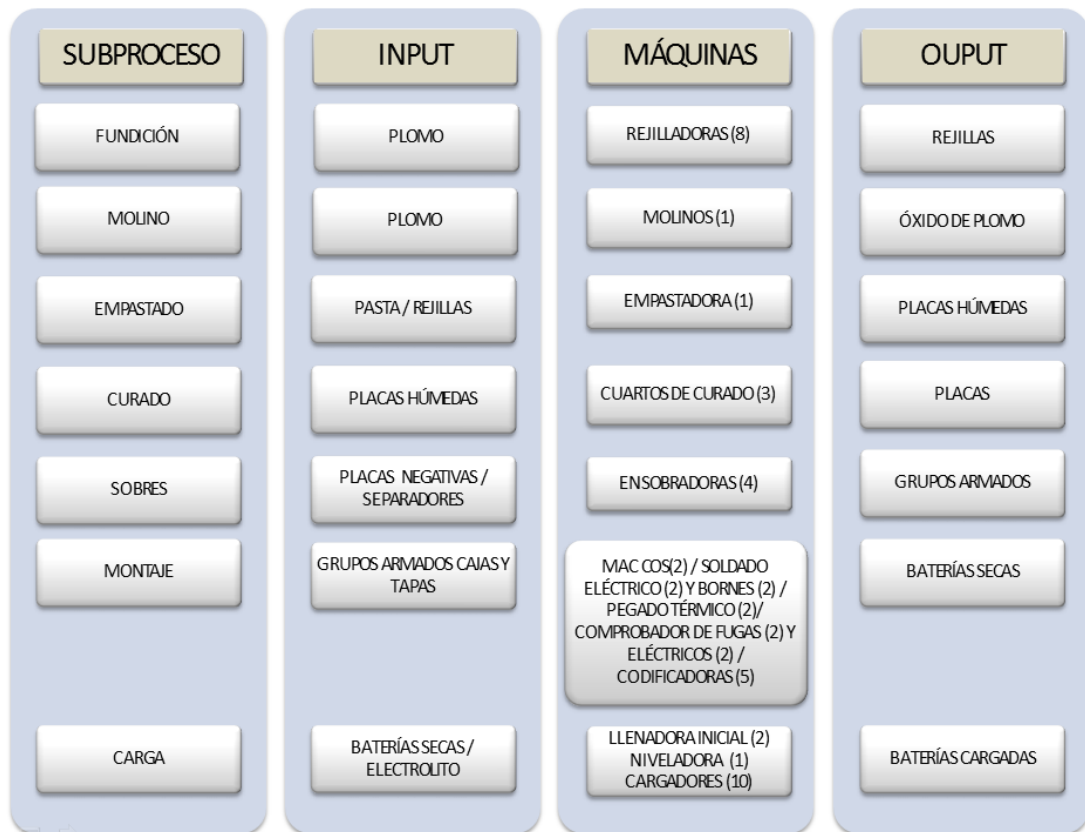 SUBPROCESO
INPUT
MÁQUINAS
OUPUT
FUNDICIÓN
PLOMO
REJILLADORAS (8)
REJILLAS
MOLINO
PLOMO
MOLINOS (1)
ÓXIDO DE PLOMO
EMPASTADO
PASTA / REJILLAS
EMPASTADORA (1)
PLACAS HÚMEDAS
CURADO
PLACAS HÚMEDAS
CUARTOS DE CURADO (3)
PLACAS
SOBRES
PLACAS NEGATIVAS /
SEPARADORES
ENSOBRADORAS (4)
GRUPOS ARMADOS
MONTAJE
GRUPOS ARMADOS CAJAS Y
TAPAS
MAC COS(2) / SOLDADO
ELÉCTRICO (2) Y BORNES (2) /
PEGADO TÉRMICO (2)/
COMPROBADOR DE FUGAS (2) Y
ELÉCTRICOS (2) /
CODIFICADORAS (5)
BATERÍAS SECAS
CARGA
BATERÍAS SECAS /
ELECTROLITO
LLENADORA INICIAL (2)
NIVELADORA (1)
CARGADORES (10)
BATERÍAS CARGADAS